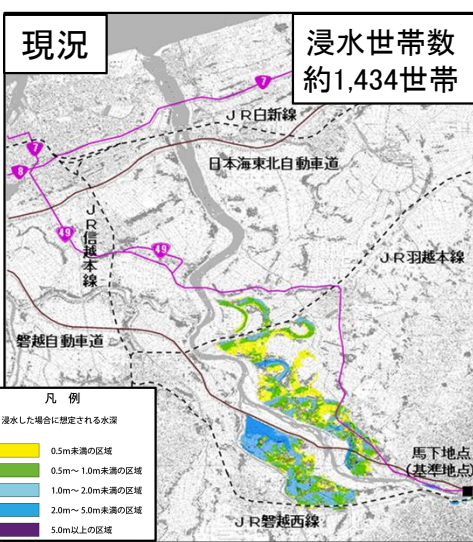 現況
浸水世帯数
約1,434世帯
7
JR白新線
7
8
日本海東北自動車道
JR信越本線
49
49
JR羽越本線
磐越自動車道
凡 例
浸水した場合に想定される水深
0.5m未満の区域
0.5m～ 1.0m未満の区域
1.0m～ 2.0m未満の区域
2.0m～ 5.0m未満の区域
5.0m以上の区域
馬下地点
(基準地点)
JR磐越西線